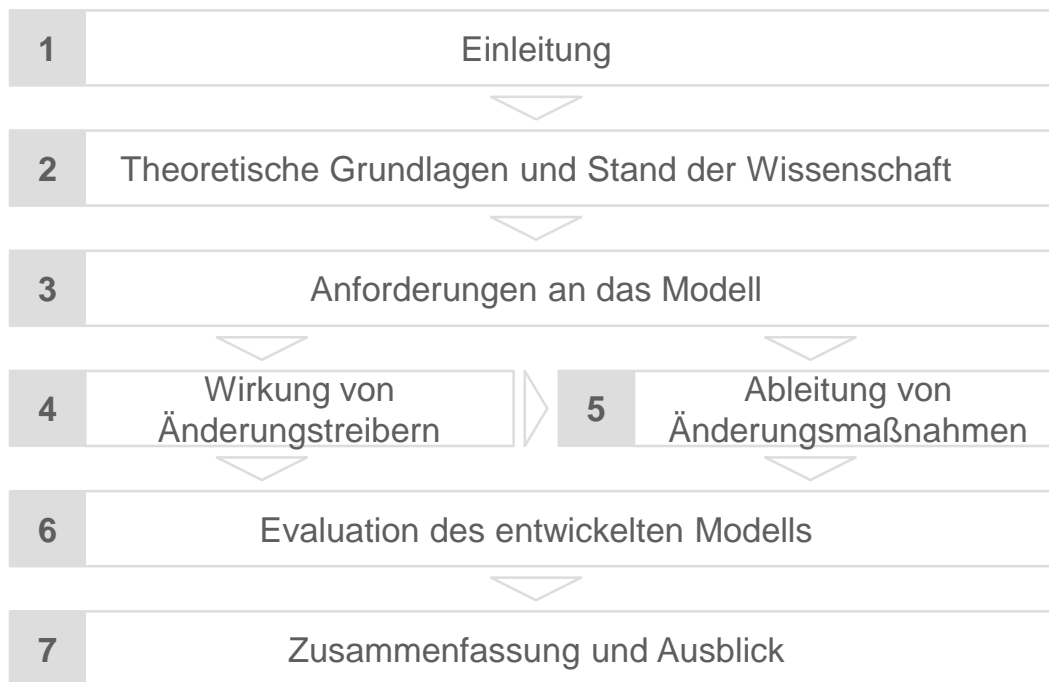 1 Einleitung
2 Theoretische Grundlagen und Stand der Wissenschaft
3 Anforderungen an das Modell
4 Wirkung von
Änderungstreibern
5 Ableitung von
Änderungsmaßnahmen
6 Evaluation des entwickelten Modells
7 Zusammenfassung und Ausblick